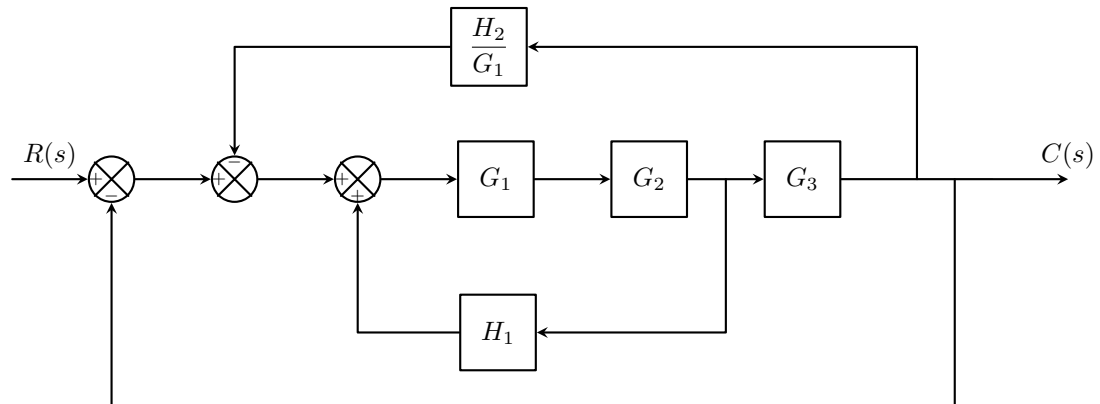 H₂
G₁
R(s) C(s)
+ − + − + + G₁ G₂ G₃
H₁